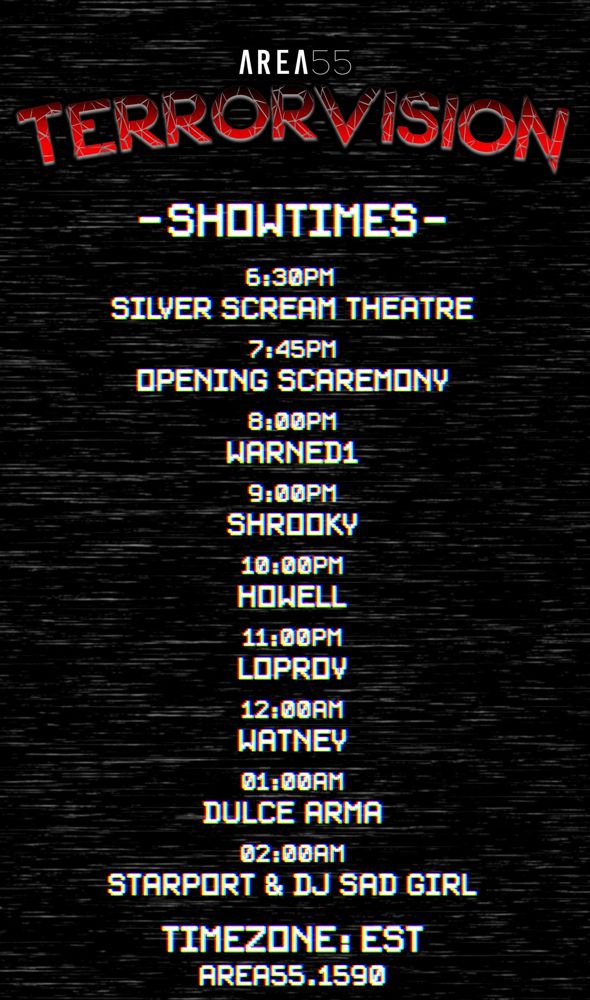 AREA55
TERRORVISION
-SHOWTIMES-
6:30PM
SILVER SCREAM THEATRE
7:45PM
OPENING SCAREMONY
8:00PM
WARNED1
9:00PM
SHROOKY
10:00PM
HOWELL
11:00PM
LOPROV
12:00AM
WATNEY
01:00AM
DULCE ARMA
02:00AM
STARPORT & DJ SAD GIRL
TIMEZONE: EST
AREA55.1590